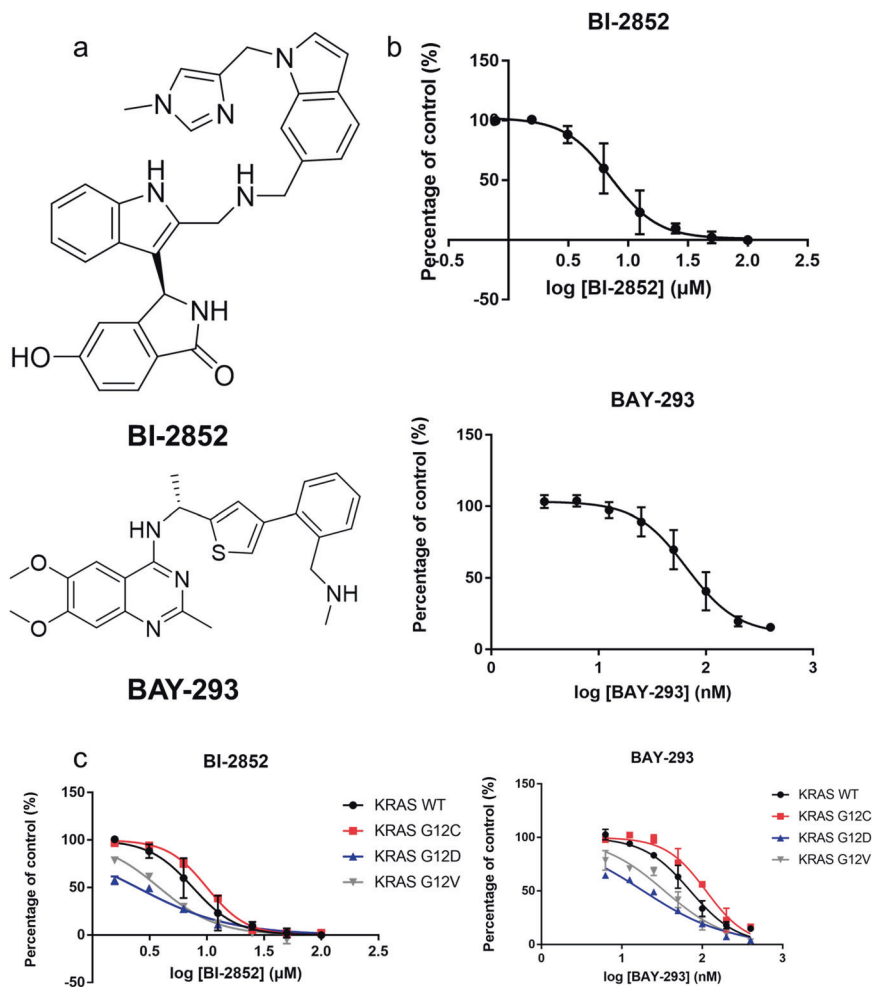 a
N
N
N
N
H
N
H
N
NH
HO
O
BI-2852
HN
S
O
O
N
N
NH
BAY-293
b
BI-2852
Percentage of control (%)
150
100
50
-50
-0.5
0.5
1.0
1.5
2.0
2.5
log [BI-2852] (µM)
BAY-293
Percentage of control (%)
150
100
50
0
0
1
2
3
log [BAY-293] (nM)
c
BI-2852
Percentage of control (%)
150
100
50
0
-50
0.5
1.0
1.5
2.0
2.5
log [BI-2852] (µM)
KRAS WT
KRAS G12C
KRAS G12D
KRAS G12V
BAY-293
Percentage of control (%)
150
100
50
0
0
1
2
3
log [BAY-293] (nM)
KRAS WT
KRAS G12C
KRAS G12D
KRAS G12V